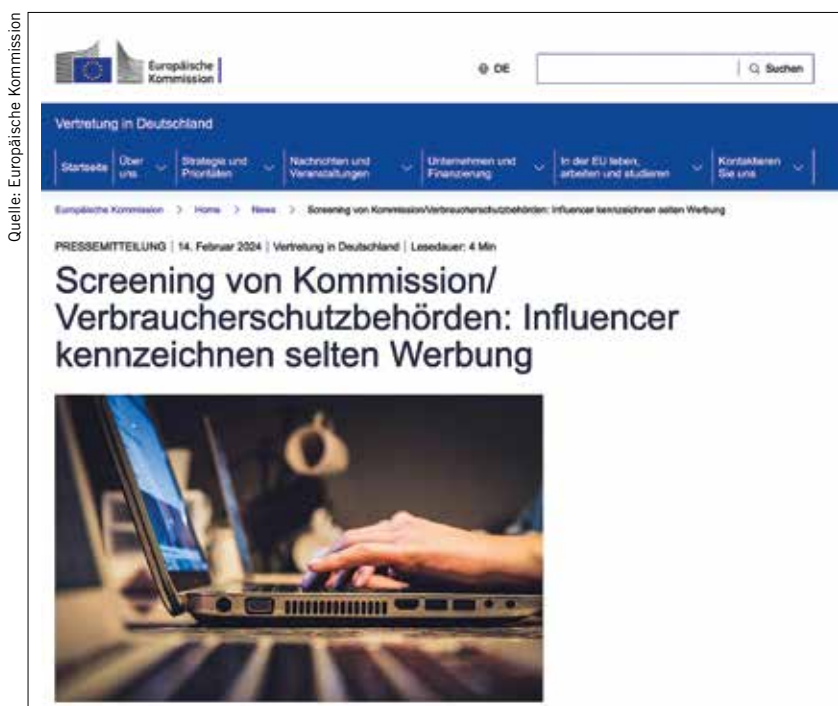 Quelle: Europäische Kommission
Europäische
Kommission
DE
Suchen
Vertretung in Deutschland
Startseite
Über
uns
Strategie und
Prioritäten
Nachrichten und
Veranstaltungen
Unternehmen und
Finanzierung
In der EU leben,
arbeiten und studieren
Kontaktieren
Sie uns
Europäische Kommission > Home > News > Screening von Kommission/Verbraucherschutzbehörden: Influencer kennzeichnen selten Werbung
PRESSEMITTEILUNG | 14. Februar 2024 | Vertretung in Deutschland | Lesedauer: 4 Min
Screening von Kommission/
Verbraucherschutzbehörden: Influencer
kennzeichnen selten Werbung